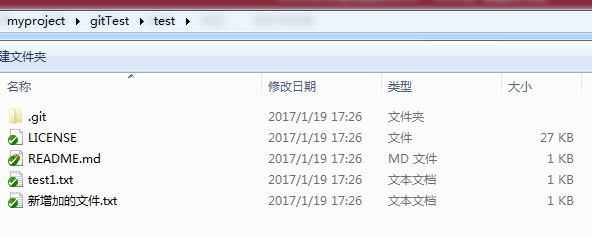 myproject gitTest test
建文件夹
名称 修改日期 类型 大小
.git 2017/1/19 17:26 文件夹
LICENSE 2017/1/19 17:26 文件 27 KB
README.md 2017/1/19 17:26 MD 文件 1 KB
test1.txt 2017/1/19 17:26 文本文档 1 KB
新增加的文件.txt 2017/1/19 17:26 文本文档 1 KB